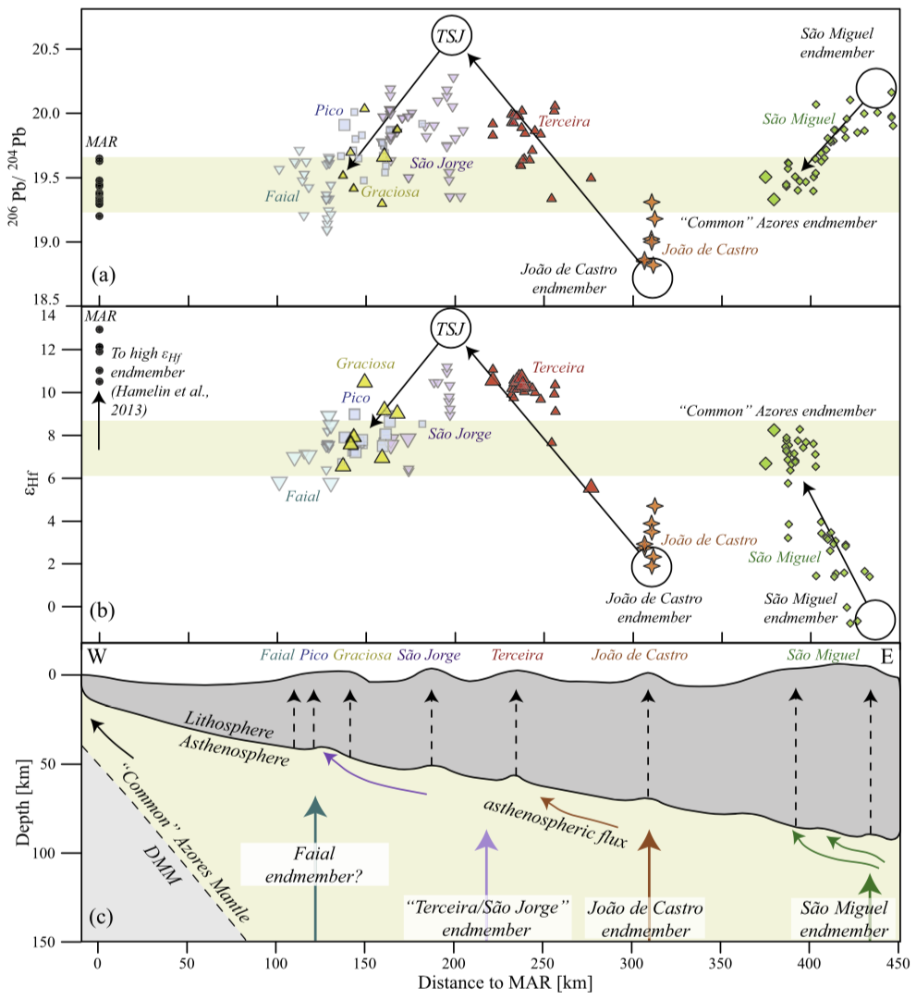 20.5
20.0
19.5
19.0
18.5
206Pb/ 204Pb
TSJ
São Miguel
endmember
Pico
Terceira
São Miguel
MAR
São Jorge
Faial
Graciosa
“Common” Azores endmember
João de Castro
João de Castro
endmember
(a)
14
12
10
8
6
4
2
0
εHf
MAR
TSJ
To high εHf
endmember
(Hamelin et al.,
2013)
Graciosa
Terceira
Pico
“Common” Azores endmember
São Jorge
Faial
João de Castro
São Miguel
João de Castro
endmember
São Miguel
endmember
(b)
W
Faial
Pico
Graciosa
São Jorge
Terceira
João de Castro
São Miguel
E
0
50
100
150
Depth [km]
Lithosphere
Asthenosphere
“Common” Azores Mantle
DMM
asthenospheric flux
Faial
endmember?
“Terceira/São Jorge”
endmember
João de Castro
endmember
São Miguel
endmember
(c)
0
50
100
150
200
250
300
350
400
450
Distance to MAR [km]